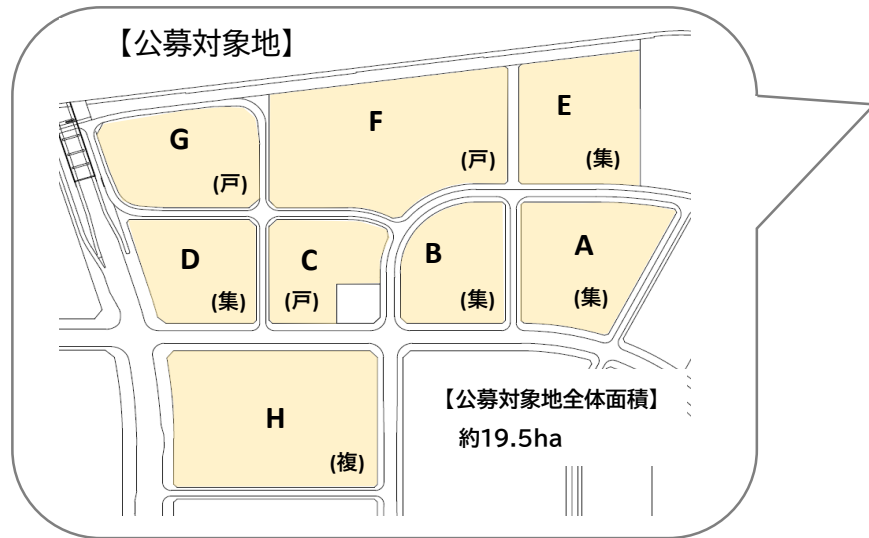 【公募対象地】
E
(集)
F
(戸)
G
(戸)
D
(集)
C
(戸)
B
(集)
A
(集)
H
(複)
【公募対象地全体面積】
約19.5ha